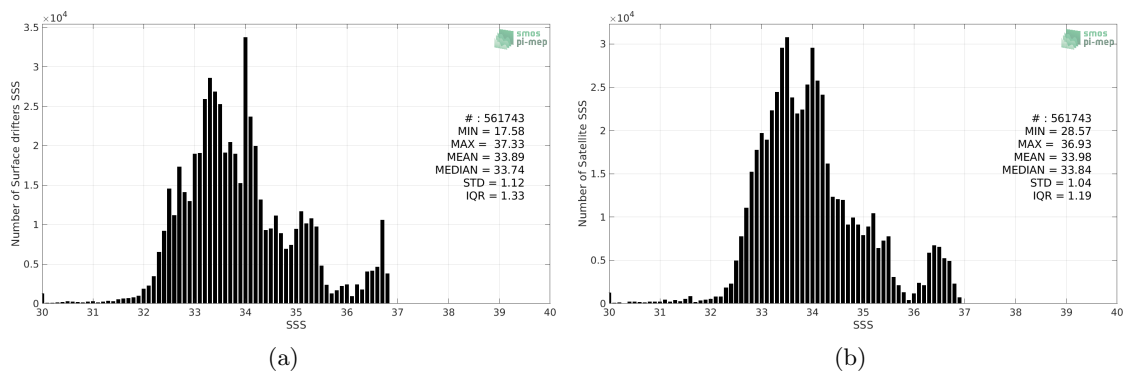 ×10⁴
3.5
3
2.5
2
1.5
1
0.5
0
Number of Surface drifters SSS
smos
pi-mep
# : 561743
MIN = 17.58
MAX = 37.33
MEAN = 33.89
MEDIAN = 33.74
STD = 1.12
IQR = 1.33
30 31 32 33 34 35 36 37 38 39 40
SSS
(a)
×10⁴
3
2.5
2
1.5
1
0.5
0
Number of Satellite SSS
smos
pi-mep
# : 561743
MIN = 28.57
MAX = 36.93
MEAN = 33.98
MEDIAN = 33.84
STD = 1.04
IQR = 1.19
30 31 32 33 34 35 36 37 38 39 40
SSS
(b)